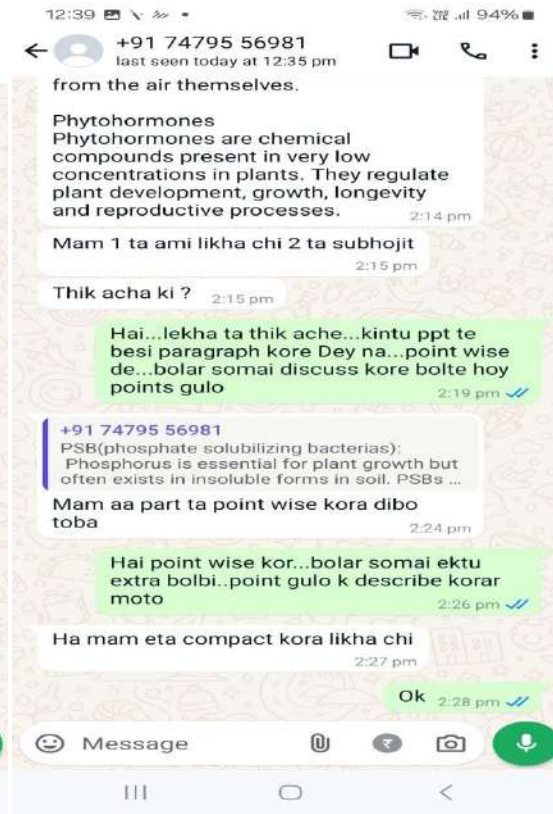 12:39
94%
+91 74795 56981
last seen today at 12:35 pm
from the air themselves.
Phytohormones
Phytohormones are chemical
compounds present in very low
concentrations in plants. They regulate
plant development, growth, longevity
and reproductive processes.
2:14 pm
Mam 1 ta ami likha chi 2 ta subhojit
2:15 pm
Thik acha ki ? 2:15 pm
Hai...lekha ta thik ache...kintu ppt te
besi paragraph kore Dey na...point wise
de...bolar somai discuss kore bolte hoy
points gulo
2:19 pm
+91 74795 56981
PSB(phosphate solubilizing bacterias):
Phosphorus is essential for plant growth but
often exists in insoluble forms in soil. PSBs ...
Mam aa part ta point wise kora dibo
toba
2:24 pm
Hai point wise kor...bolar somai ektu
extra bolbi..point gulo k describe korar
moto
2:26 pm
Ha mam eta compact kora likha chi
2:27 pm
Ok 2:28 pm
Message